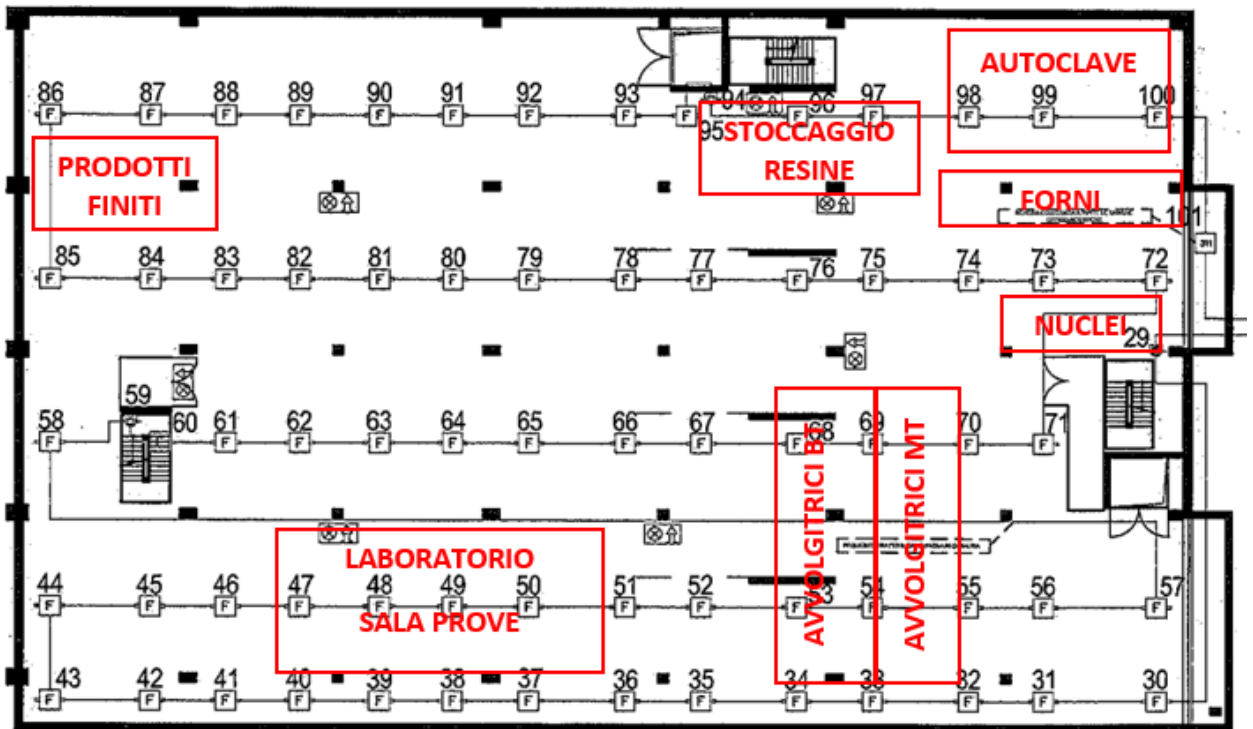 AUTOCLAVE
86 87 88 89 90 91 92 93 94 96 97 98 99 100
F F F F F F F F F F F F F F
95
STOCCAGGIO
RESINE
PRODOTTI
FINITI
FORNI
101
85 84 83 82 81 80 79 78 77 76 75 74 73 72
F F F F F F F F F F F F F F
NUCLEI
29
59
58 60 61 62 63 64 65 66 67 68 69 70 71
F F F F F F F F F F F F
AVVOLGITRICI BT
AVVOLGITRICI MT
LABORATORIO
SALA PROVE
44 45 46 47 48 49 50 51 52 53 54 55 56 57
F F F F F F F F F F F F F F
43 42 41 40 39 38 37 36 35 34 33 32 31 30
F F F F F F F F F F F F F F